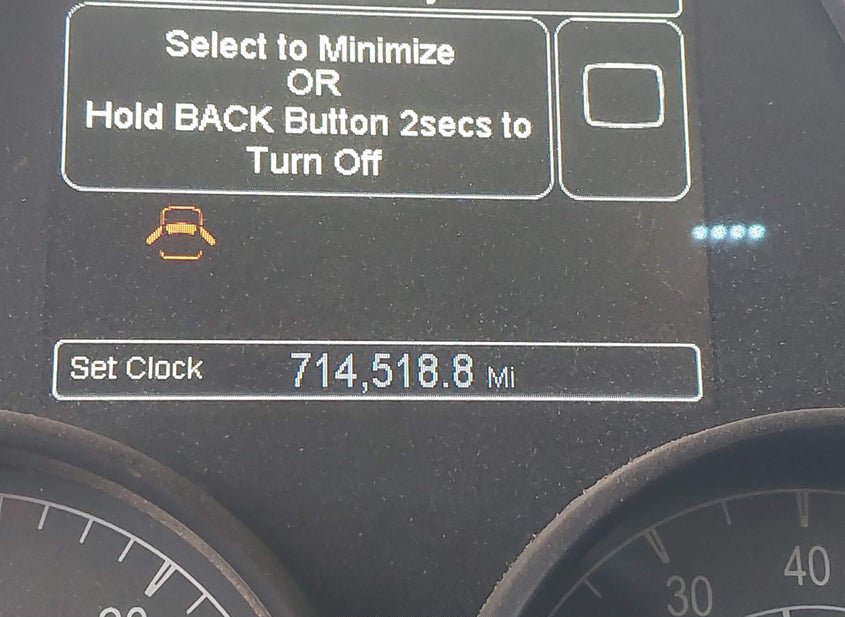 Select to Minimize
OR
Hold BACK Button 2secs to
Turn Off
Set Clock 714,518.8 Mi
30
40